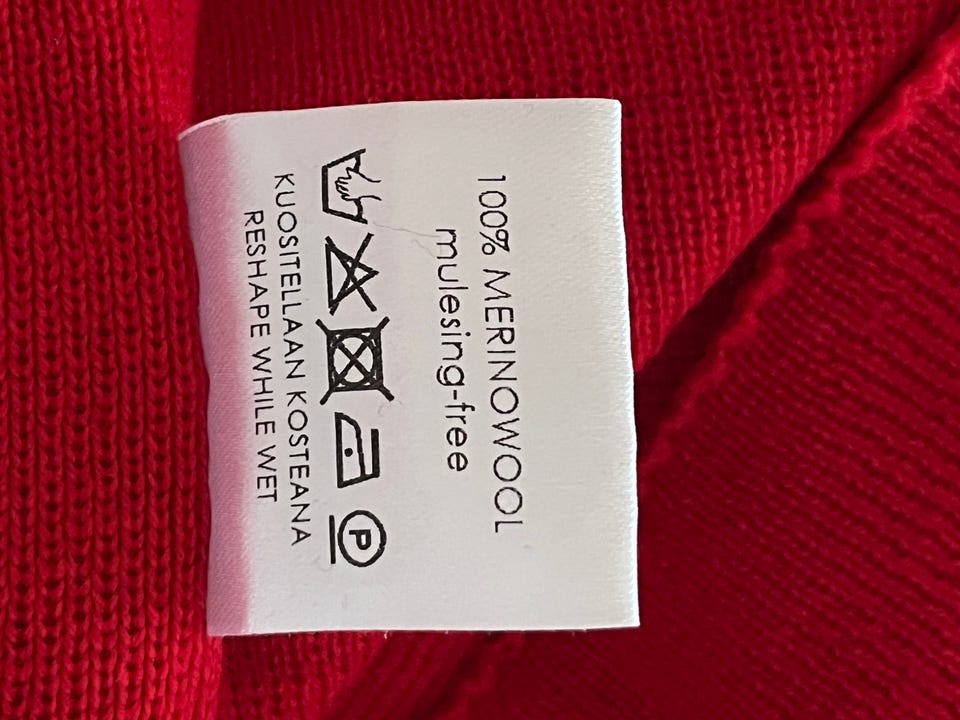 100% MERINOWOOL
mulesing-free
P
KUOSITELLAAN KOSTEANA
RESHAPE WHILE WET